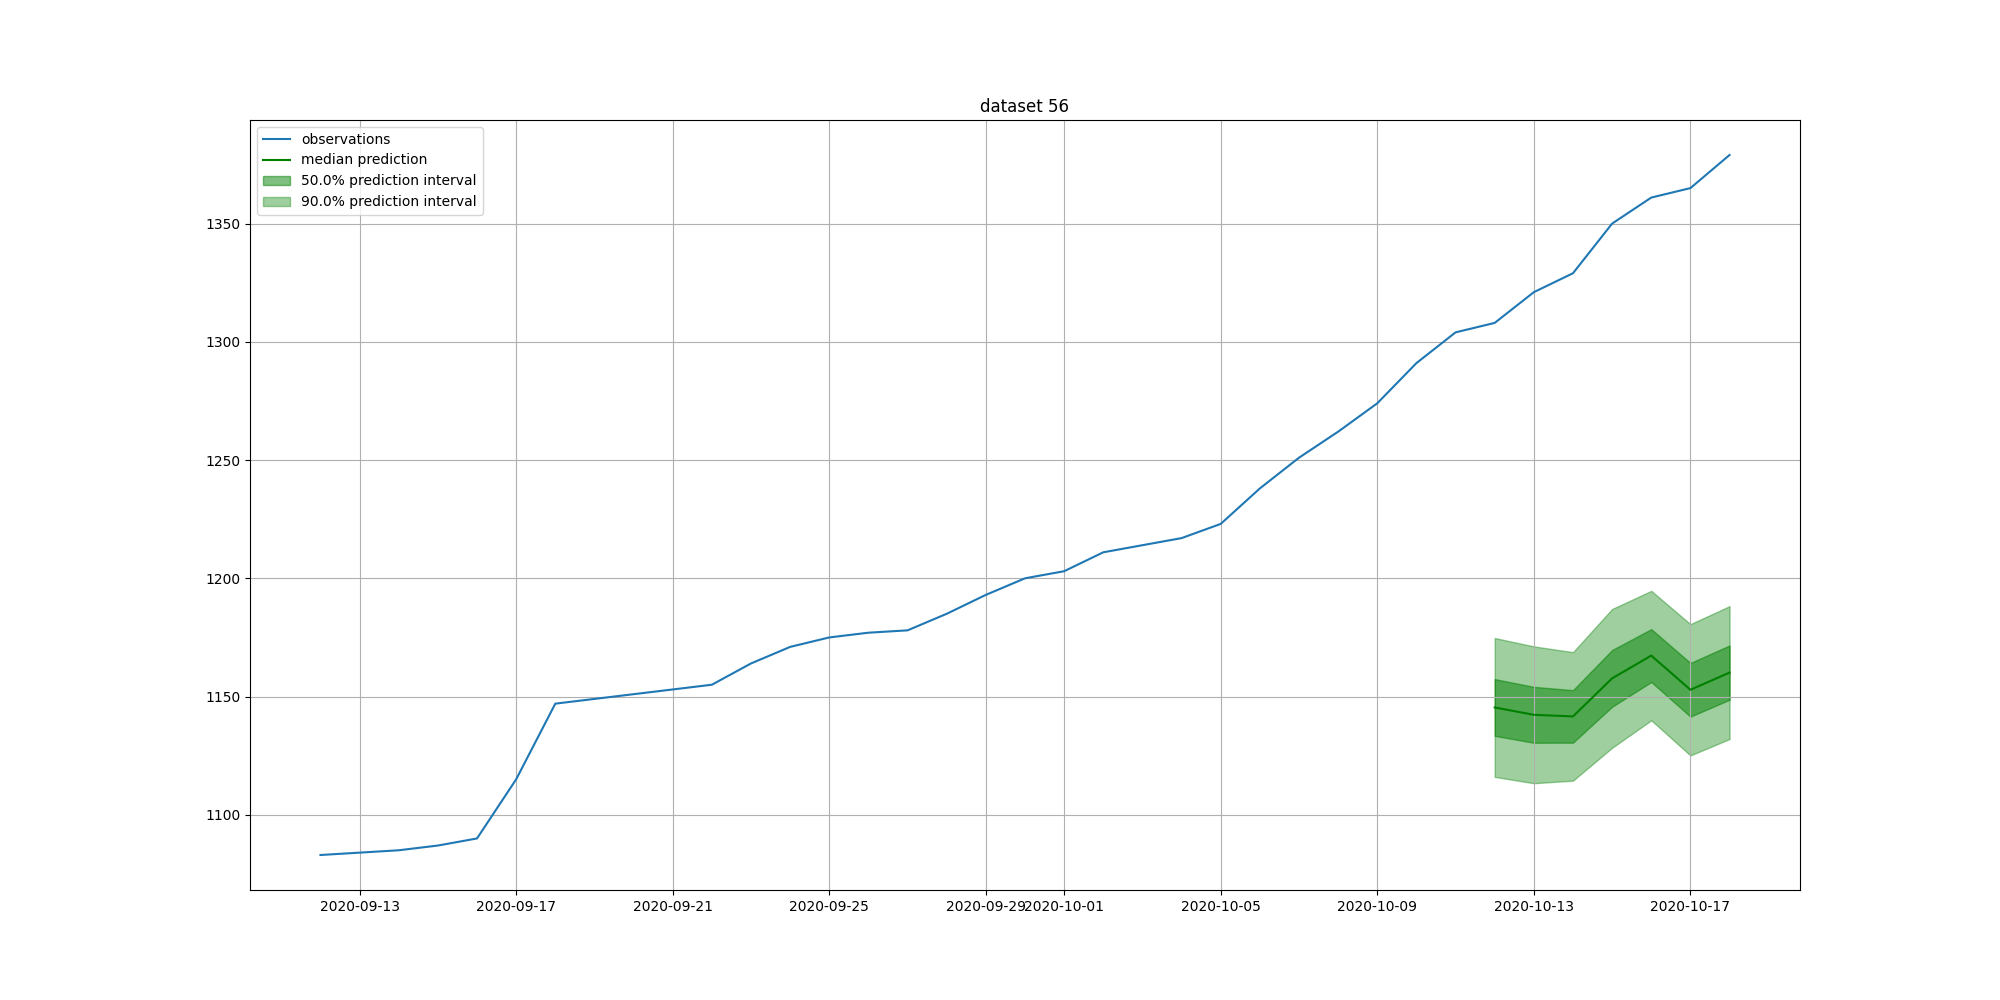 dataset 56
observations
median prediction
50.0% prediction interval
90.0% prediction interval
1350
1300
1250
1200
1150
1100
2020-09-13 2020-09-17 2020-09-21 2020-09-25 2020-09-29 2020-10-01 2020-10-05 2020-10-09 2020-10-13 2020-10-17